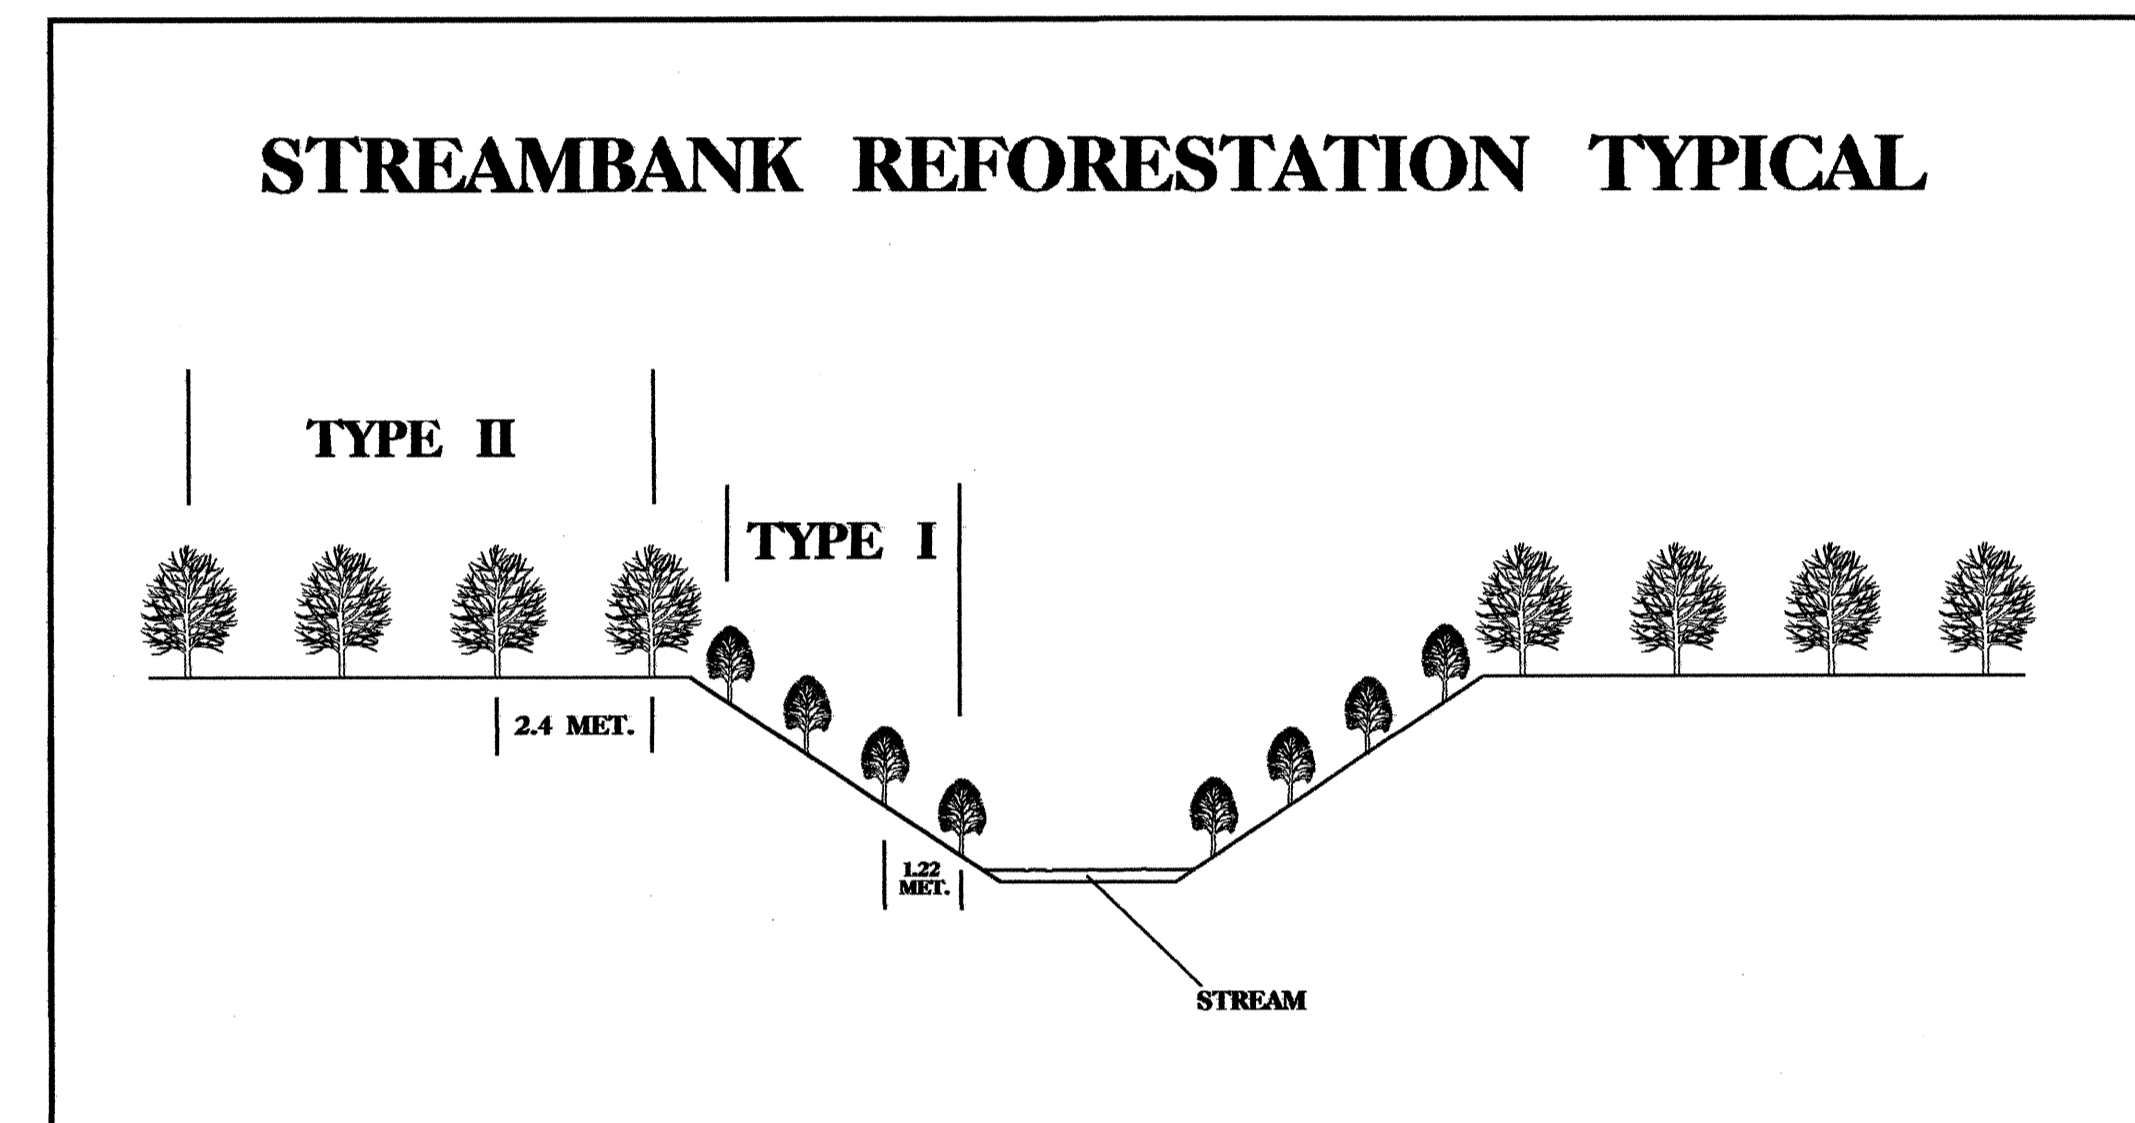 STREAMBANK REFORESTATION TYPICAL
TYPE II
TYPE I
2.4 MET.
1.22
MET.
STREAM